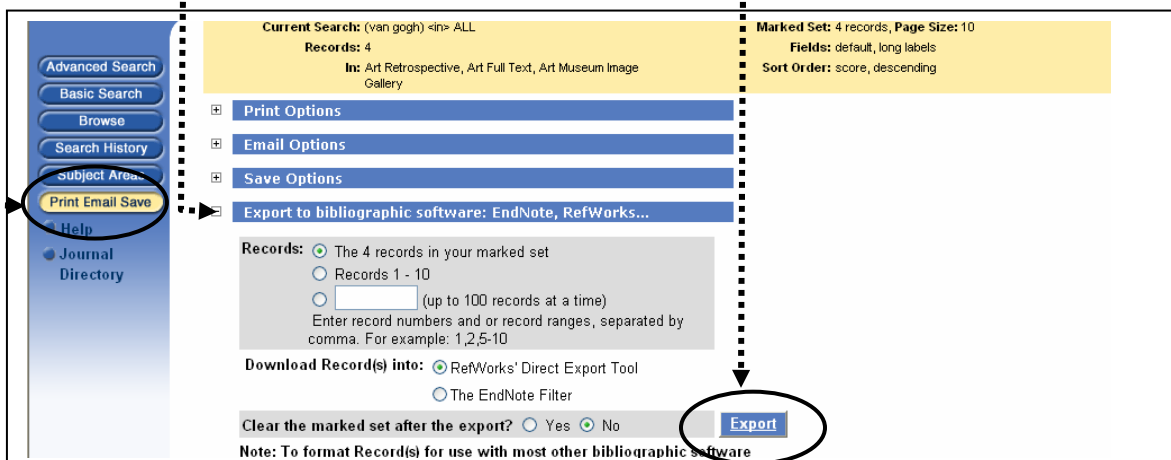 Current Search: (van gogh) <in> ALL
Records: 4
In: Art Retrospective, Art Full Text, Art Museum Image
Gallery
Marked Set: 4 records, Page Size: 10
Fields: default, long labels
Sort Order: score, descending
Advanced Search
Basic Search
Browse
Search History
Subject Areas
Print Email Save
Help
Journal
Directory
Print Options
Email Options
Save Options
Export to bibliographic software: EndNote, RefWorks...
Records: The 4 records in your marked set
Records 1 - 10
(up to 100 records at a time)
Enter record numbers and or record ranges, separated by
comma. For example: 1,2,5-10
Download Record(s) into: RefWorks' Direct Export Tool
The EndNote Filter
Clear the marked set after the export? Yes No
Export
Note: To format Record(s) for use with most other bibliographic software